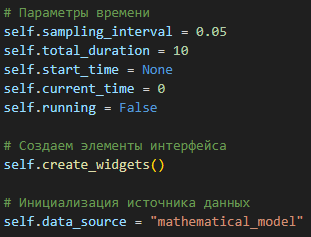 # Параметры времени
self.sampling_interval = 0.05
self.total_duration = 10
self.start_time = None
self.current_time = 0
self.running = False
# Создаем элементы интерфейса
self.create_widgets()
# Инициализация источника данных
self.data_source = "mathematical_model"